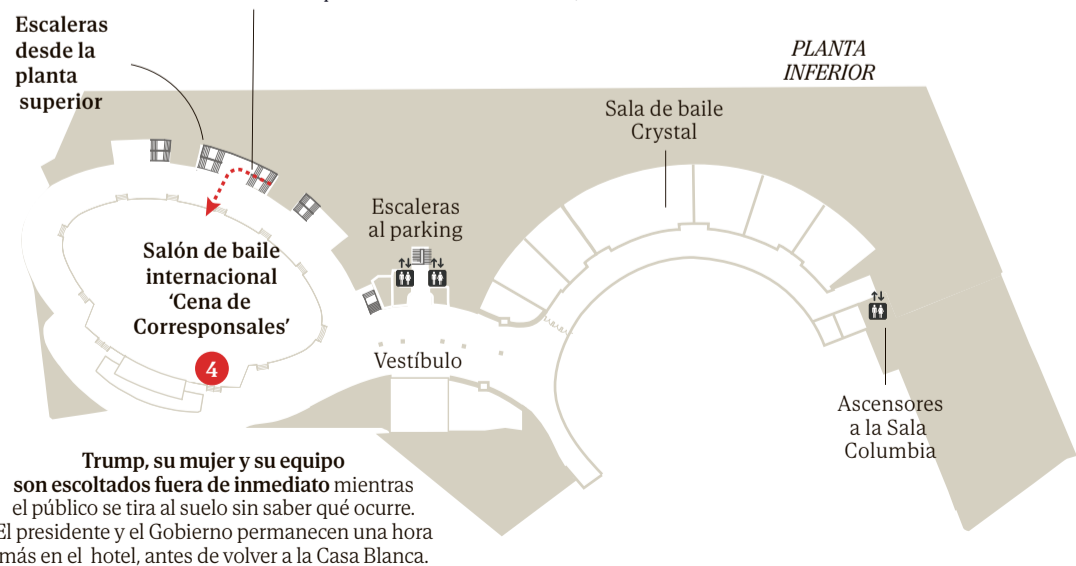 Escaleras
desde la
planta
superior
PLANTA
INFERIOR
Sala de baile
Crystal
Escaleras
al parking
Salón de baile
internacional
‘Cena de
Corresponsales’
4
Vestíbulo
Ascensores
a la Sala
Columbia
Trump, su mujer y su equipo
son escoltados fuera de inmediato mientras
el público se tira al suelo sin saber qué ocurre.
El presidente y el Gobierno permanecen una hora
más en el hotel, antes de volver a la Casa Blanca.